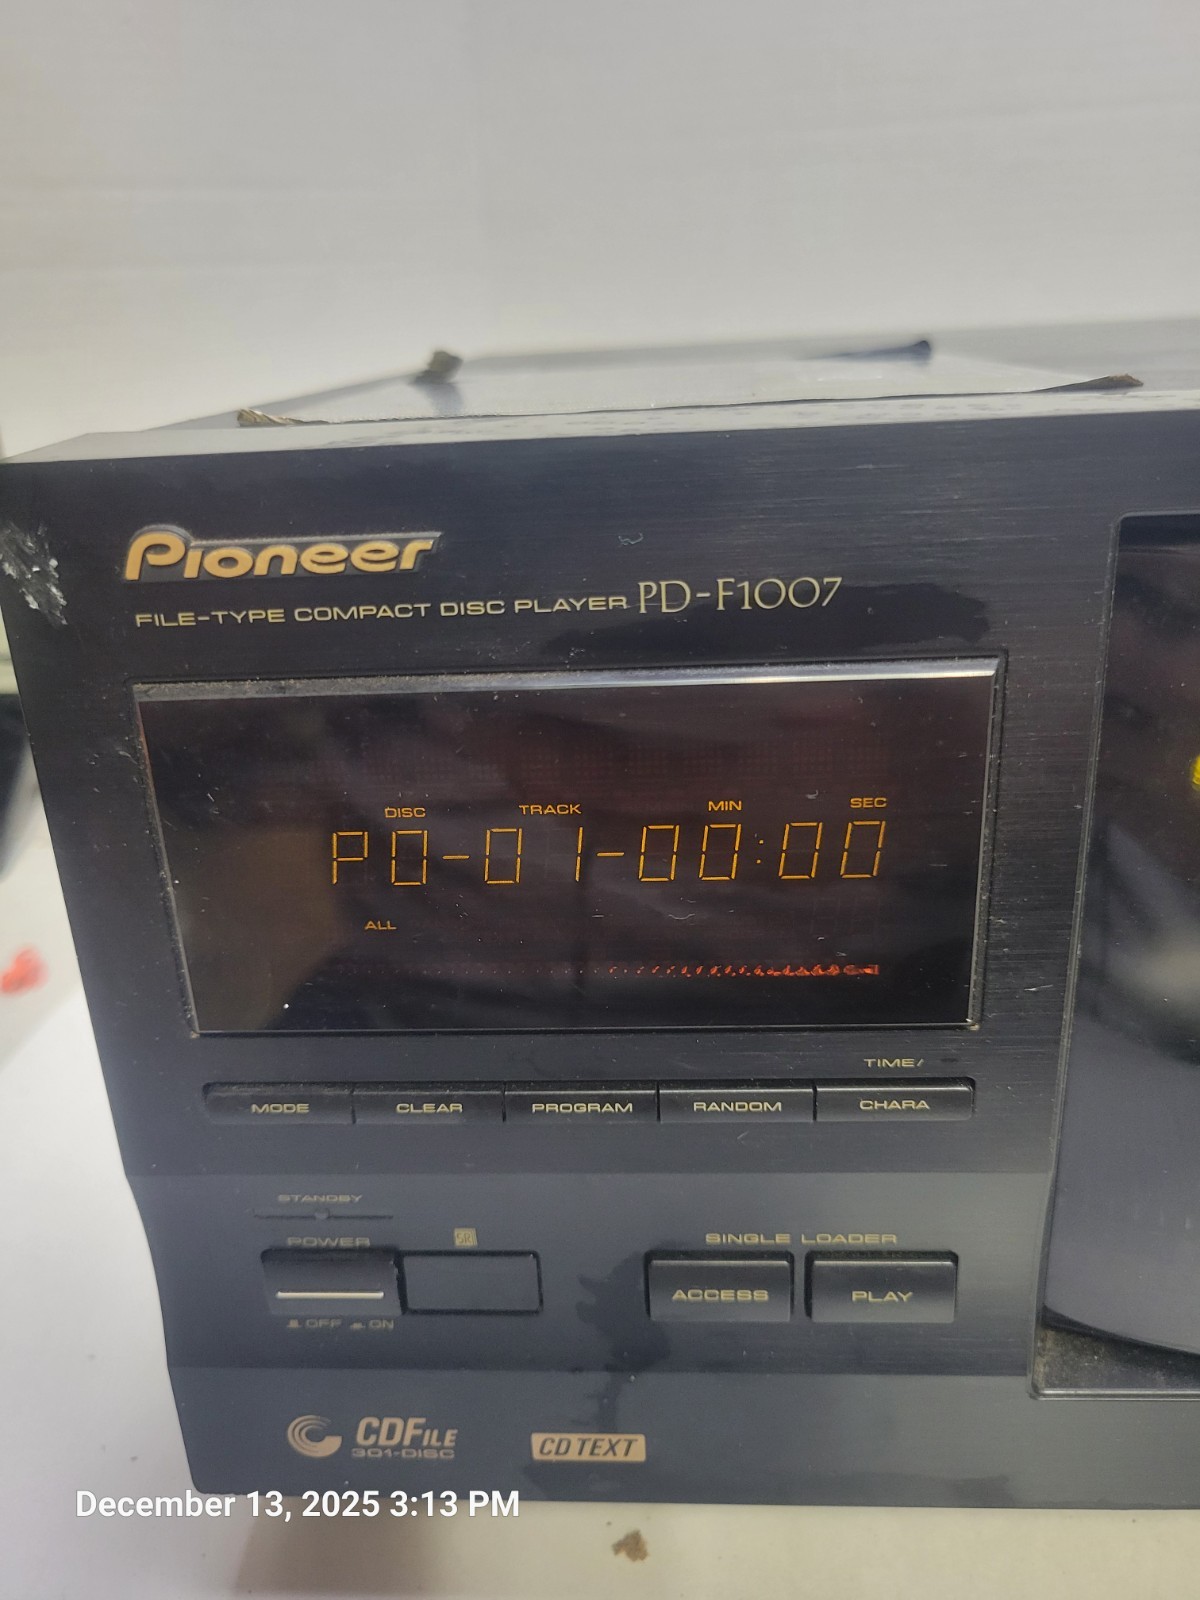 Pioneer
FILE-TYPE COMPACT DISC PLAYER PD-F1007
DISC TRACK MIN SEC
P0-01-00:00
ALL
TIME/
MODE CLEAR PROGRAM RANDOM CHARA
STANDBY
POWER SR SINGLE LOADER
ACCESS PLAY
OFF ON
CDFILE CD TEXT
301-DISC
December 13, 2025 3:13 PM